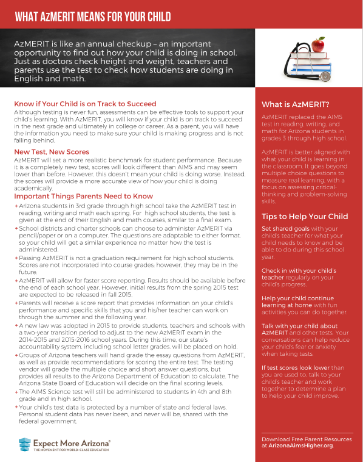 WHAT AzMERIT MEANS FOR YOUR CHILD
AzMERIT is like an annual checkup – an important
opportunity to find out how your child is doing in school.
Just as doctors check height and weight, teachers and
parents use the test to check how students are doing in
English and math.
Know if Your Child is on Track to Succeed
Although testing is never fun, assessments can be effective tools to support your
child's learning. With AzMERIT, you will know if your child is on track to succeed
in the next grade and ultimately in college or career. As a parent, you will have
the information you need to make sure your child is making progress and is not
falling behind.
New Test, New Scores
AzMERIT will set a more realistic benchmark for student performance. Because
it is a completely new test, scores will look different than AIMS and may seem
lower than before. However, this doesn't mean your child is doing worse. Instead
the scores will provide a more accurate view of how your child is doing
academically.
Important Things Parents Need to Know
• Arizona students in 3rd grade through high school take the AzMERIT test in
reading, writing and math each spring. For high school students, the test is
given at the end of their English and math courses, similar to a final exam.
• School districts and charter schools can choose to administer AzMERIT via
pencil/paper or on a computer. The questions are adaptable to either format,
so your child will get a similar experience no matter how the test is
administered.
• Passing AzMERIT is not a graduation requirement for high school students.
Scores are not incorporated into course grades, however, they may be in the
future.
• AzMERIT will allow for faster score reporting. Results should be available before
the end of each school year. However, initial results from the spring 2015 test
are expected to be released in fall 2015.
• Parents will receive a score report that provides information on your child's
performance and specific skills that you and his/her teacher can work on
through the summer and the following year.
• A new law was adopted in 2015 to provide students, teachers and schools with
a two-year transition period to adjust to the new AzMERIT exam in the
2014-2015 and 2015-2016 school years. During this time, our state's
accountability system, including school letter grades, will be placed on hold.
• Groups of Arizona teachers will hand grade the essay questions from AzMERIT,
as well as provide recommendations for scoring the entire test. The testing
vendor will grade the multiple choice and short answer questions, but
provides all results to the Arizona Department of Education to calculate. The
Arizona State Board of Education will decide on the final scoring levels.
• The AIMS Science test will still be administered to students in 4th and 8th
grade and in high school.
• Your child's test data is protected by a number of state and federal laws.
Personal student data has never been, and never will be, shared with the
federal government.
Expect More Arizona
THE MOVEMENT FOR WORLD-CLASS EDUCATION
What is AzMERIT?
AzMERIT replaced the AIMS
test in reading, writing and
math for Arizona students in
grades 3 through high school.
AzMERIT is better aligned with
what your child is learning in
the classroom. It goes beyond
multiple choice questions to
measure real learning, with a
focus on assessing critical-
thinking and problem-solving
skills.
Tips to Help Your Child
Set shared goals with your
child's teacher for what your
child needs to know and be
able to do during this school
year.
Check in with your child's
teacher regularly on your
child's progress.
Help your child continue
learning at home with fun
activities you can do together.
Talk with your child about
AzMERIT and other tests. Your
conversations can help reduce
your child's fear or anxiety
when taking tests.
If test scores look lower than
you are used to, talk to your
child's teacher and work
together to determine a plan
to help your child improve.
Download Free Parent Resources
at ArizonaAimsHigher.org